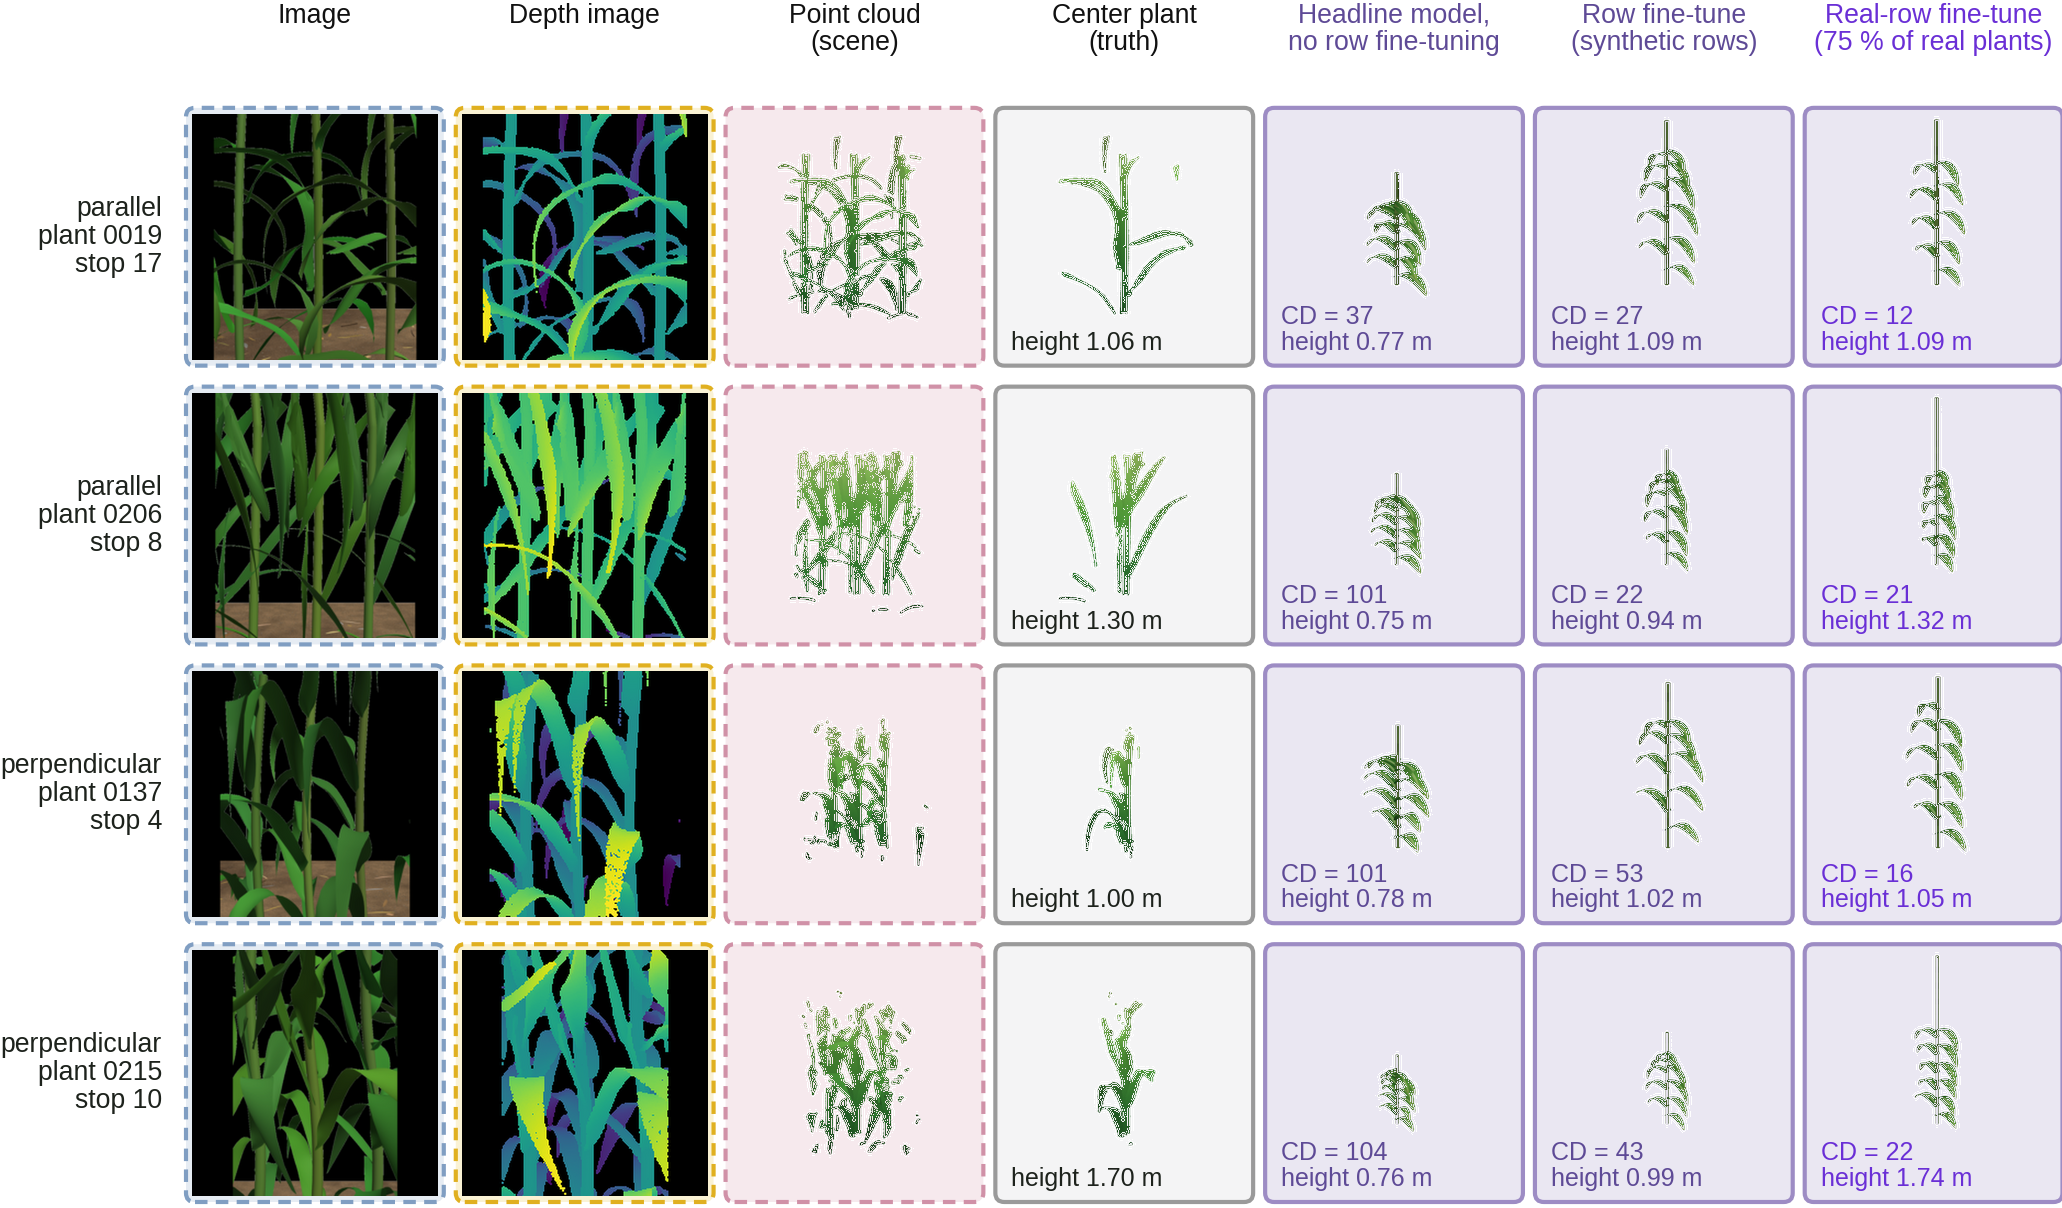 Image
Depth image
Point cloud
(scene)
Center plant
(truth)
Headline model,
no row fine-tuning
Row fine-tune
(synthetic rows)
Real-row fine-tune
(75 % of real plants)
parallel
plant 0019
stop 17
height 1.06 m
CD = 37
height 0.77 m
CD = 27
height 1.09 m
CD = 12
height 1.09 m
parallel
plant 0206
stop 8
height 1.30 m
CD = 101
height 0.75 m
CD = 22
height 0.94 m
CD = 21
height 1.32 m
perpendicular
plant 0137
stop 4
height 1.00 m
CD = 101
height 0.78 m
CD = 53
height 1.02 m
CD = 16
height 1.05 m
perpendicular
plant 0215
stop 10
height 1.70 m
CD = 104
height 0.76 m
CD = 43
height 0.99 m
CD = 22
height 1.74 m